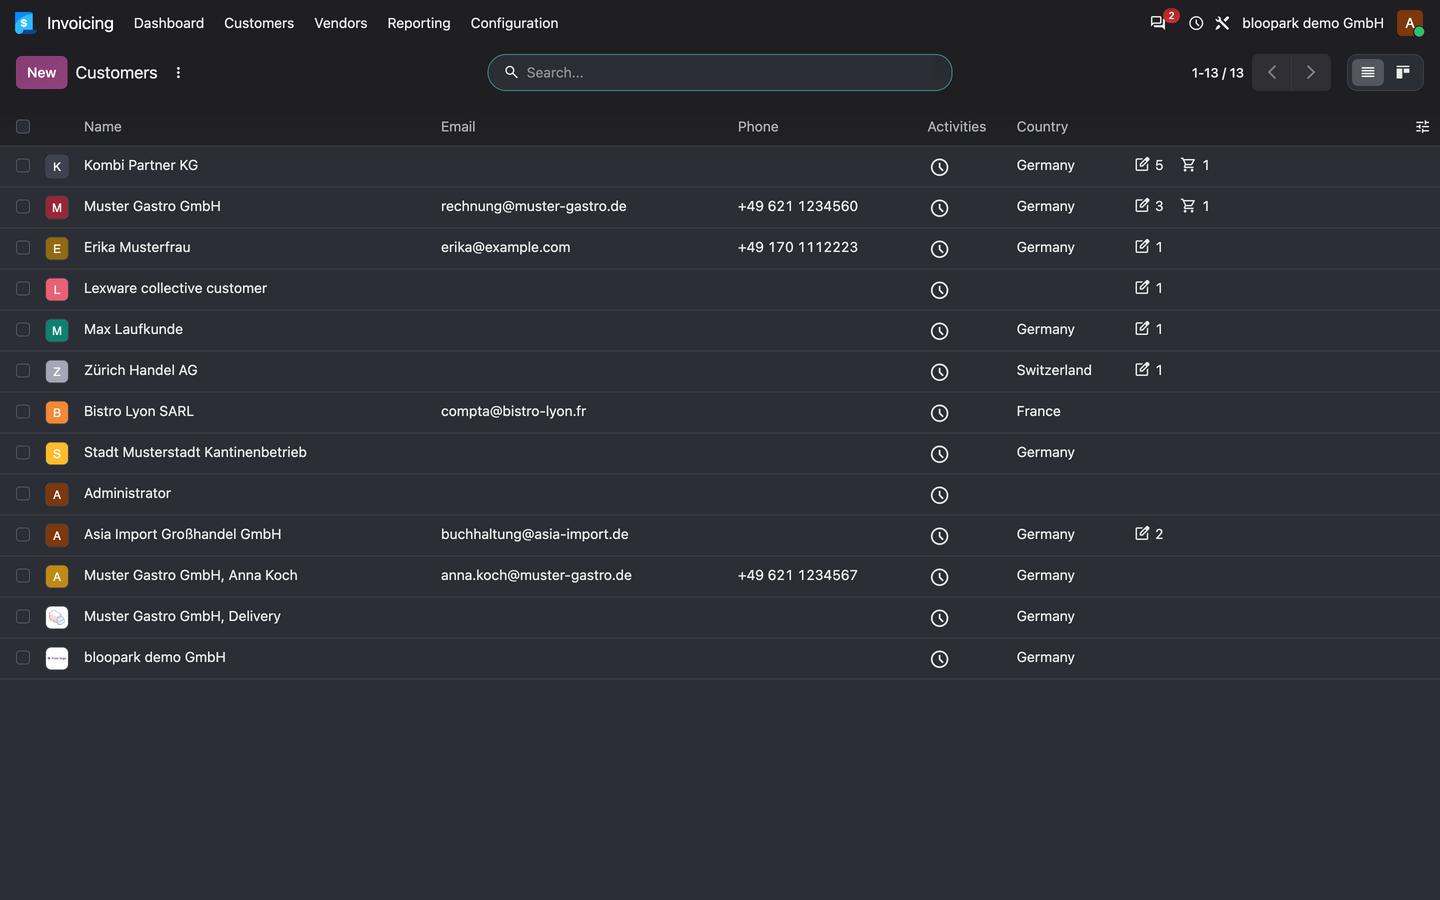 Invoicing Dashboard Customers Vendors Reporting Configuration 2 bloopark demo GmbH A
New Customers Search... 1-13 / 13
Name Email Phone Activities Country
K Kombi Partner KG Germany 5 1
M Muster Gastro GmbH rechnung@muster-gastro.de +49 621 1234560 Germany 3 1
E Erika Musterfrau erika@example.com +49 170 1112223 Germany 1
L Lexware collective customer 1
M Max Laufkunde Germany 1
Z Zürich Handel AG Switzerland 1
B Bistro Lyon SARL compta@bistro-lyon.fr France
S Stadt Musterstadt Kantinenbetrieb Germany
A Administrator
A Asia Import Großhandel GmbH buchhaltung@asia-import.de Germany 2
A Muster Gastro GmbH, Anna Koch anna.koch@muster-gastro.de +49 621 1234567 Germany
Muster Gastro GmbH, Delivery Germany
bloopark demo GmbH Germany